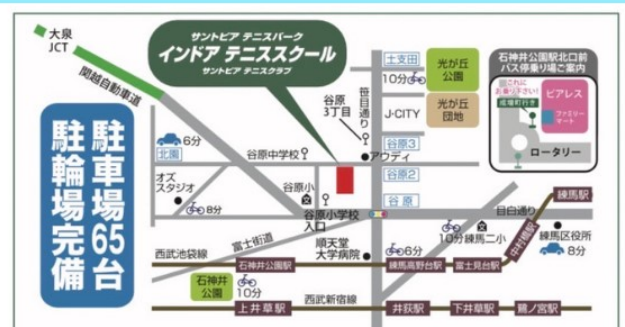 大泉
JCT
関越自動車道
サントピア テニスパーク
インドア テニススクール
サントピア テニスクラブ
駐車場65台
駐輪場完備
6分
北園
オズ
スタジオ
8分
谷原中学校
谷原小
谷原小学校
入口
谷原
3丁目
笹目通り
アウディ
土支田
10分
光が丘
公園
J-CITY
光が丘
団地
谷原3
谷原2
谷原
石神井公園駅北口前
バス停乗り場ご案内
これに
お乗り下さい!
成増町行き
ピアレス
ファミリー
マート
ロータリー
富士街道
西武池袋線
石神井公園駅
石神井
公園
10分
順天堂
大学病院
6分
練馬高野台駅
10分
練馬二小
富士見台駅
中村橋駅
目白通り
練馬駅
練馬区役所
8分
西武新宿線
上井草駅
井荻駅
下井草駅
鷺ノ宮駅